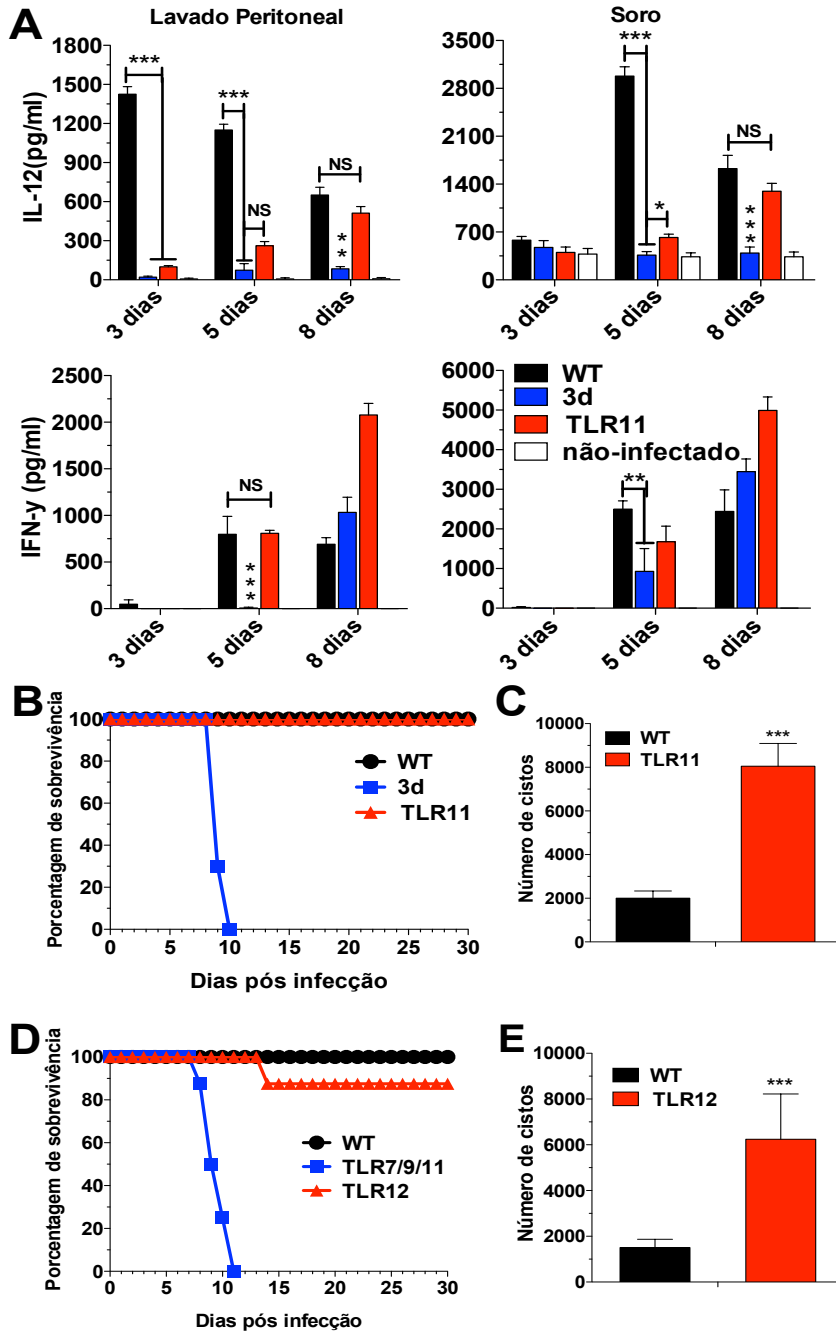 A
Lavado Peritoneal
Soro
IL-12(pg/ml)
1800
1500
1200
900
600
300
0
***
***
NS
NS
**
3 dias
5 dias
8 dias
3500
2800
2100
1400
700
0
***
*
NS
***
3 dias
5 dias
8 dias
IFN-y (pg/ml)
2500
2000
1500
1000
500
0
NS
***
3 dias
5 dias
8 dias
6000
5000
4000
3000
2000
1000
0
WT
3d
TLR11
não-infectado
**
3 dias
5 dias
8 dias
B
Porcentagem de sobrevivência
100
80
60
40
20
0
WT
3d
TLR11
0 5 10 15 20 25 30
Dias pós infecção
C
Número de cistos
10000
8000
6000
4000
2000
0
WT
TLR11
***
D
Porcentagem de sobrevivência
100
80
60
40
20
0
WT
TLR7/9/11
TLR12
0 5 10 15 20 25 30
Dias pós infecção
E
Número de cistos
10000
8000
6000
4000
2000
0
WT
TLR12
***